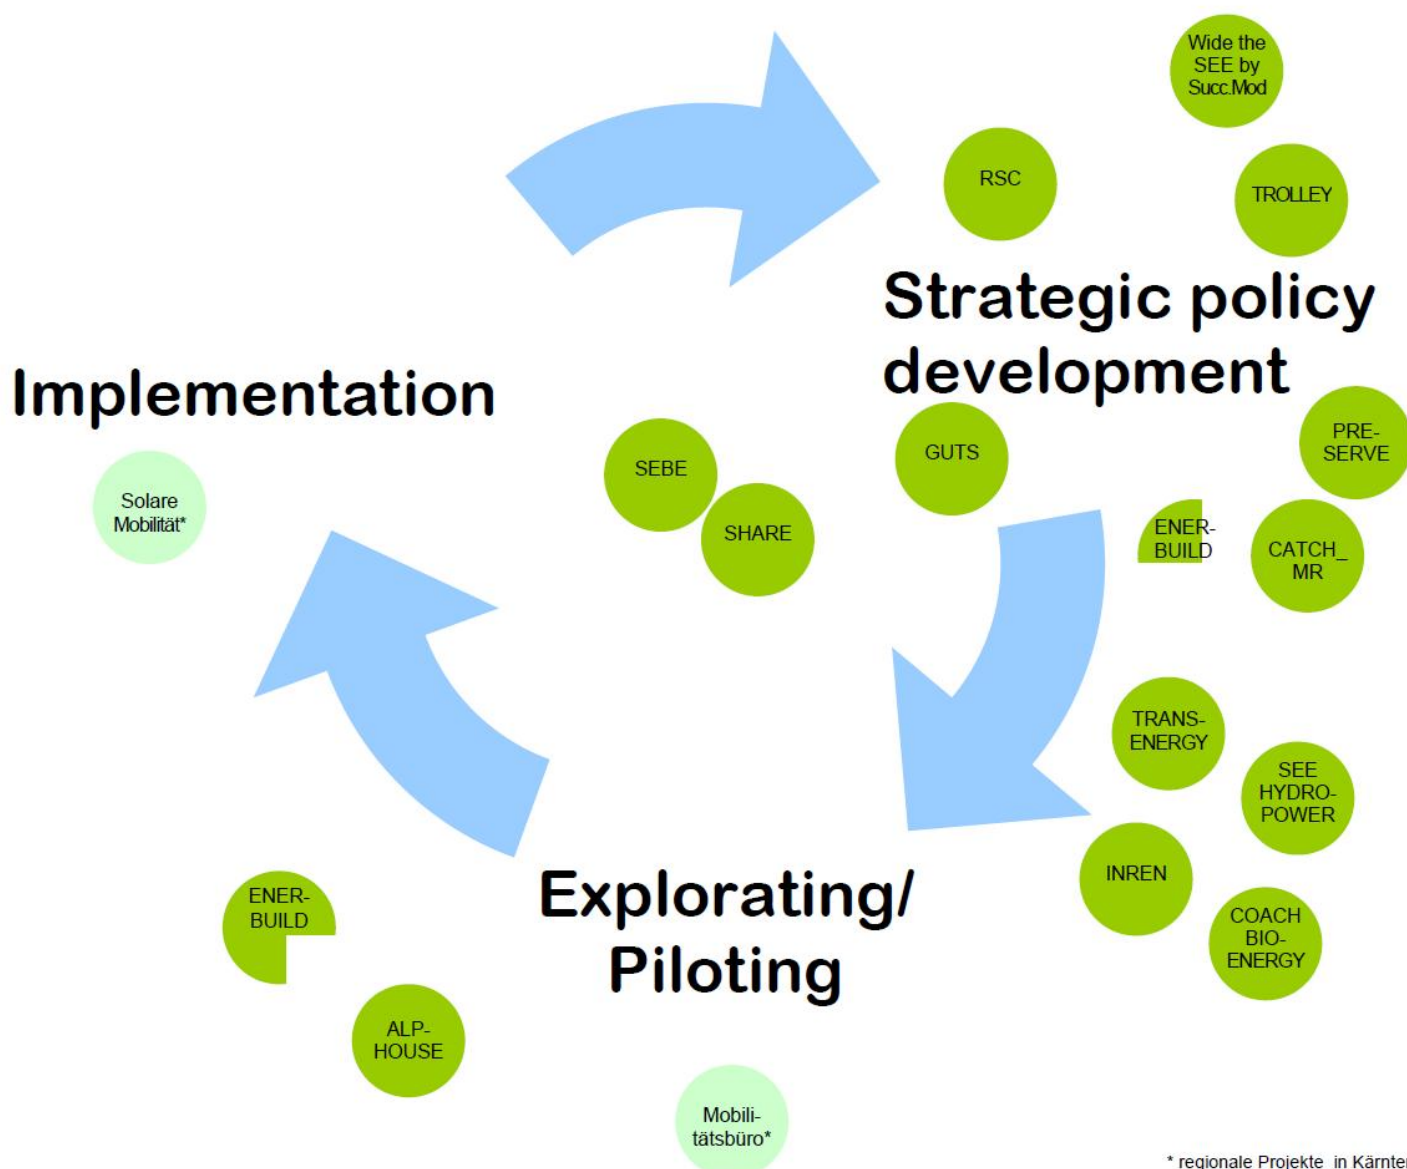 Wide the
SEE by
Succ.Mod
RSC
TROLLEY
Strategic policy
development
Implementation
PRE-
SERVE
GUTS
SEBE
Solare
Mobilität*
SHARE
ENER-
BUILD
CATCH_
MR
TRANS-
ENERGY
SEE
HYDRO-
POWER
INREN
Explorating/
Piloting
ENER-
BUILD
COACH
BIO-
ENERGY
ALP-
HOUSE
Mobili-
tätsbüro*
* regionale Projekte in Kärnten